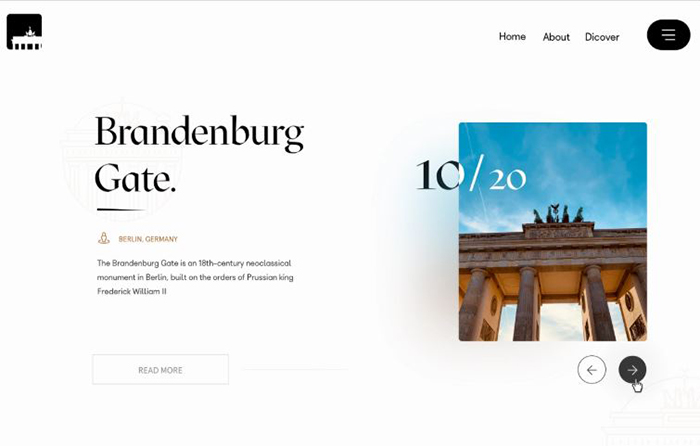 Home About Dicover
Brandenburg
Gate.
10/20
BERLIN, GERMANY
The Brandenburg Gate is an 18th-century neoclassical
monument in Berlin, built on the orders of Prussian king
Frederick William II
READ MORE